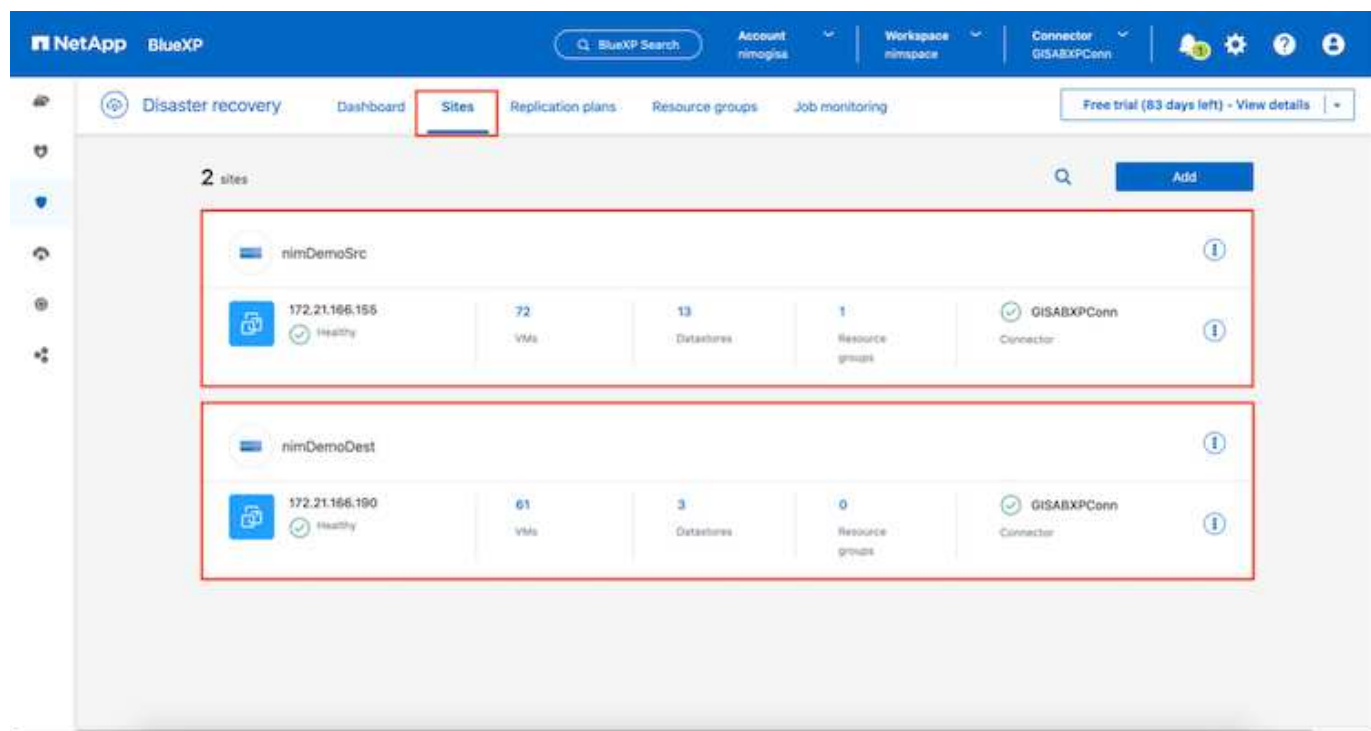 NetApp BlueXP BlueXP Search Account Workspace Connector
nimogisa nimspace GISABXPConn
Disaster recovery Dashboard Sites Replication plans Resource groups Job monitoring Free trial (83 days left) - View details
2 sites Add
nimDemoSrc
172.21.166.155 72 13 1 GISABXPConn
Healthy VMs Datastores Resource Connector
groups
nimDemoDest
172.21.166.190 61 3 0 GISABXPConn
Healthy VMs Datastores Resource Connector
groups